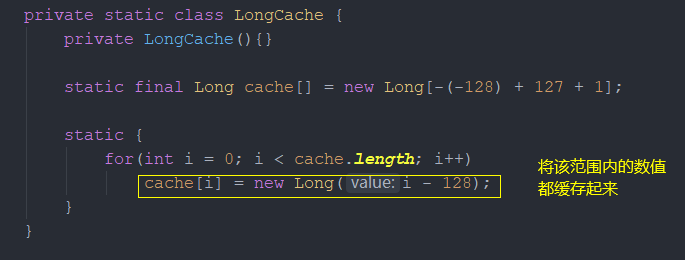 private static class LongCache {
private LongCache(){}
static final Long cache[] = new Long[-(-128) + 127 + 1];
static {
for(int i = 0; i < cache.length; i++)
cache[i] = new Long( value: i - 128);
将该范围内的数值
都缓存起来
}
}